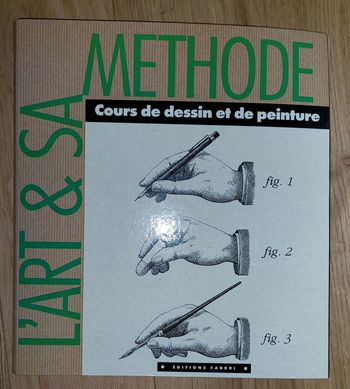 L'ART & SA
METHODE
Cours de dessin et de peinture
fig. 1
fig. 2
fig. 3
EDITIONS FABBRI